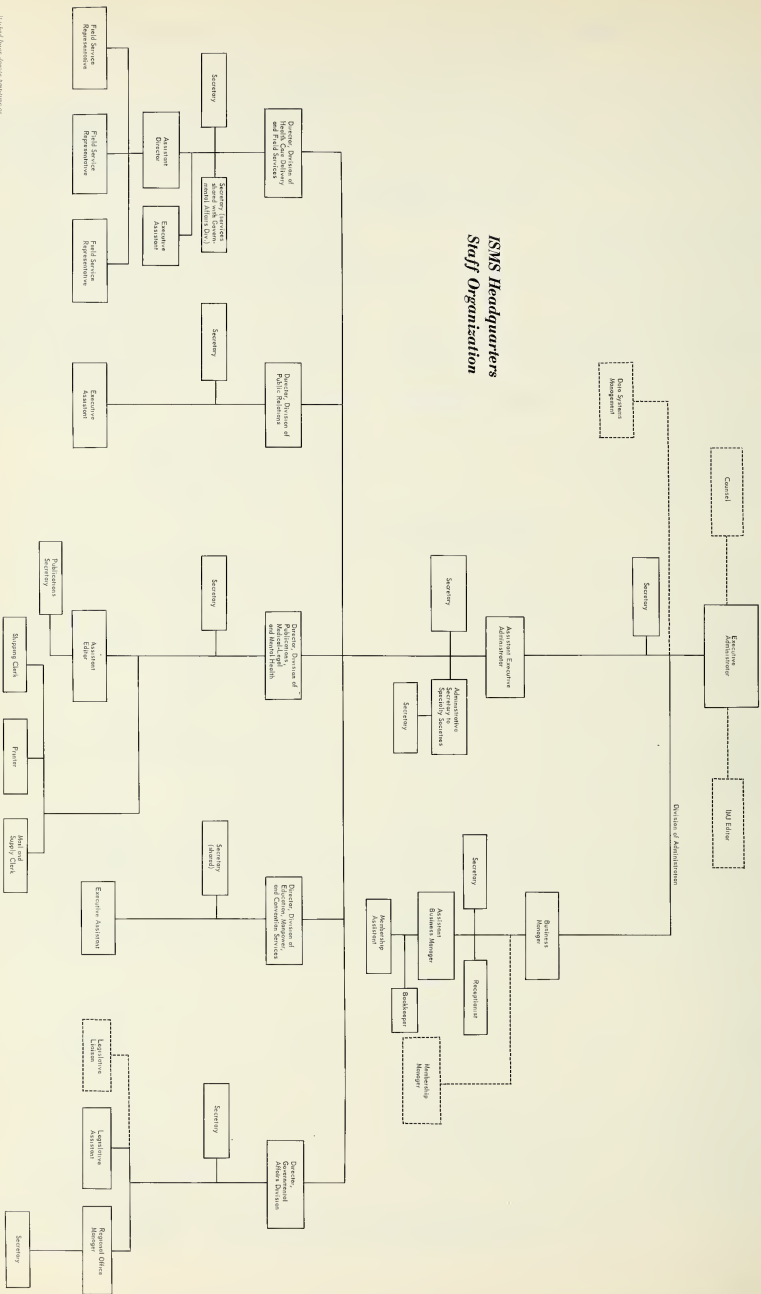 ISMS Headquarters
Staff Organization
Counsel
Executive
Administrator
IMJ Editor
Secretary
Data Systems
Management
Division of Administration
Assistant Executive
Administrator
Secretary
Administrative
Secretary to
Specialty Societies
Secretary
Business
Manager
Secretary
Receptionist
Assistant
Business Manager
Membership
Assistant
Bookkeeper
Membership
Manager
Director, Division of
Health Care Delivery
and Field Services
Secretary
Secretary (services
shared with Govern-
mental Affairs Div.)
Executive
Assistant
Assistant
Director
Field Service
Representative
Field Service
Representative
Field Service
Representative
Director, Division of
Public Relations
Secretary
Executive
Assistant
Director, Division of
Publications,
Medical-Legal
and Mental Health
Secretary
Assistant
Editor
Publications
Secretary
Shipping Clerk
Printer
Mail and
Supply Clerk
Director, Division of
Education, Manpower,
and Convention Services
Secretary
(shared)
Executive Assistant
Director,
Governmental
Affairs Division
Secretary
Legislative
Liaison
Legislative
Assistant
Regional Office
Manager
Secretary